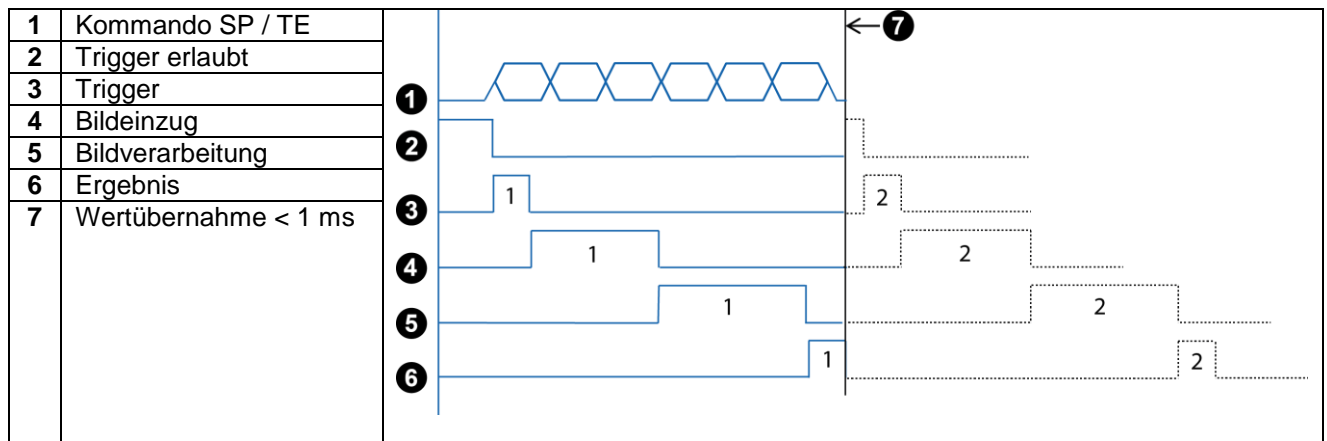 1 Kommando SP / TE
2 Trigger erlaubt
3 Trigger
4 Bildeinzug
5 Bildverarbeitung
6 Ergebnis
7 Wertübernahme < 1 ms
7
1
2
3 1 2
4 1 2
5 1 2
6 1 2